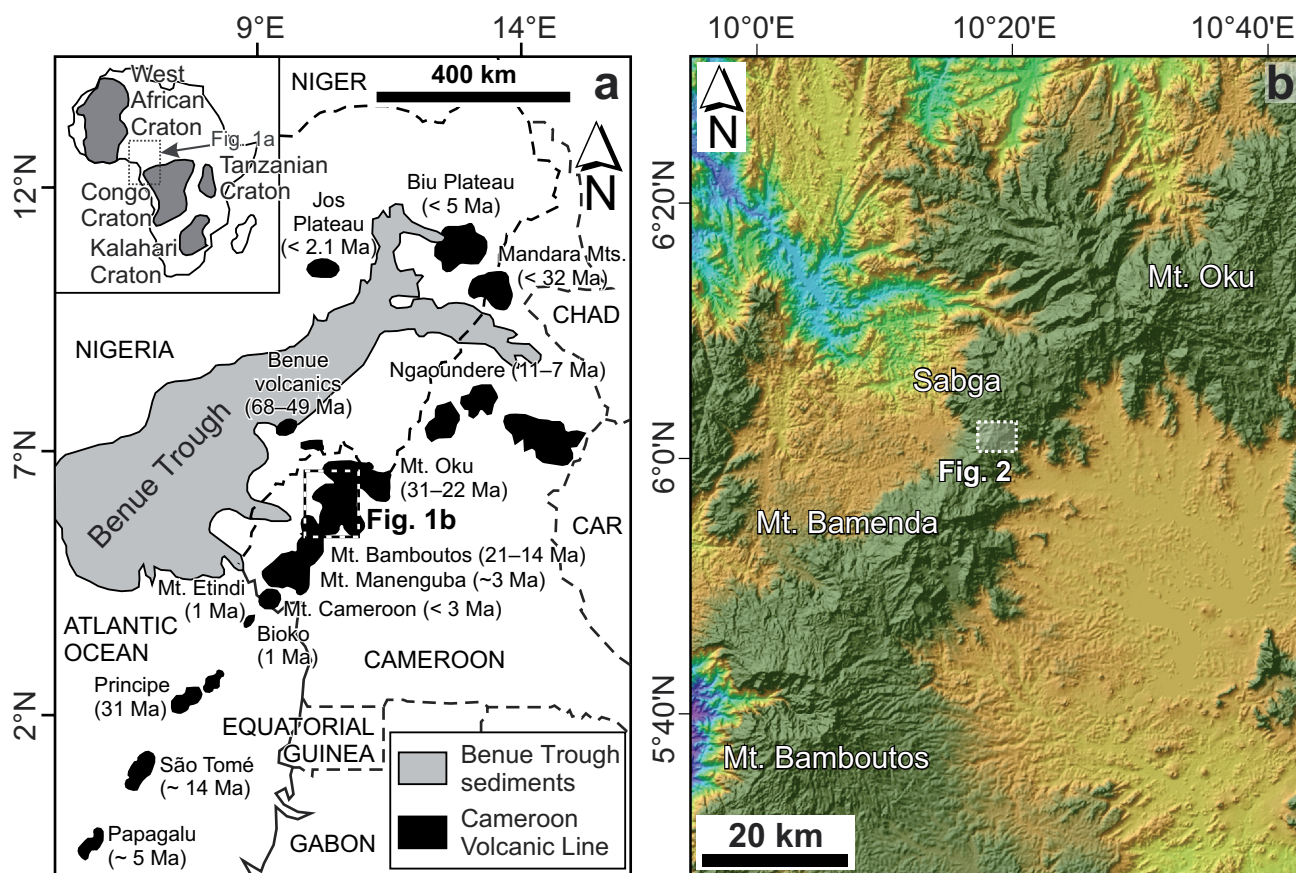 9°E
14°E
12°N
7°N
2°N
a
400 km
N
West
African
Craton
Fig. 1a
Tanzanian
Craton
Congo
Craton
Kalahari
Craton
NIGER
Jos
Plateau
(< 2.1 Ma)
Biu Plateau
(< 5 Ma)
Mandara Mts.
(< 32 Ma)
CHAD
NIGERIA
Benue
volcanics
(68–49 Ma)
Ngaoundere (11–7 Ma)
Benue Trough
Mt. Oku
(31–22 Ma)
Fig. 1b
CAR
Mt. Bamboutos (21–14 Ma)
Mt. Manenguba (~3 Ma)
Mt. Etindi
(1 Ma)
Mt. Cameroon (< 3 Ma)
ATLANTIC
OCEAN
Bioko
(1 Ma)
CAMEROON
Principe
(31 Ma)
EQUATORIAL
GUINEA
São Tomé
(~ 14 Ma)
Papagalu
(~ 5 Ma)
GABON
Benue Trough
sediments
Cameroon
Volcanic Line
10°0'E
10°20'E
10°40'E
6°20'N
6°0'N
5°40'N
b
N
Mt. Oku
Sabga
Fig. 2
Mt. Bamenda
Mt. Bamboutos
20 km